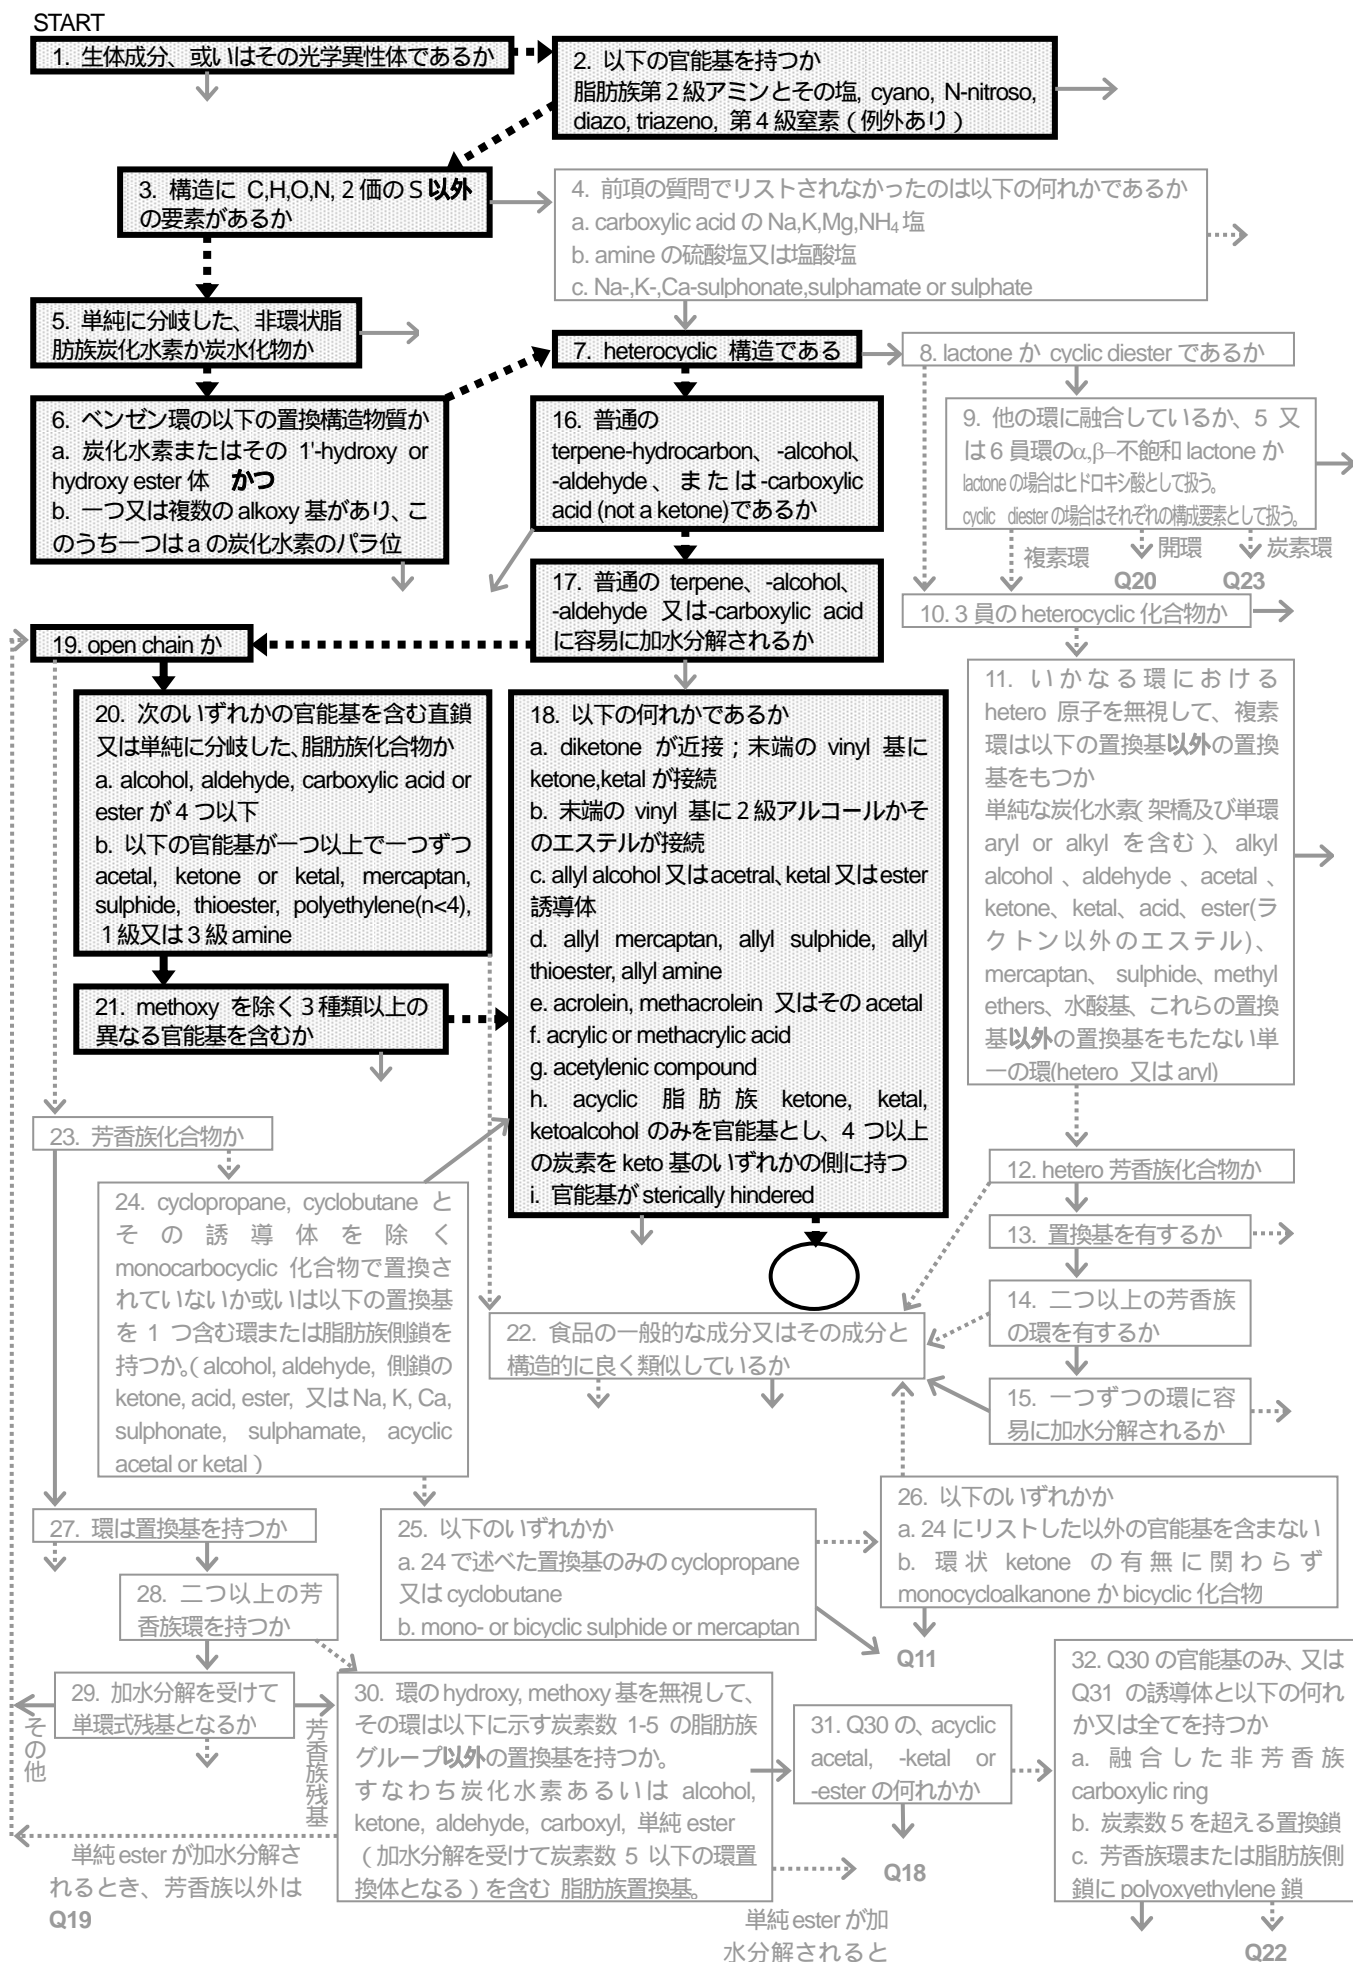 START
1. 生体成分、或いはその光学異性体であるか
2. 以下の官能基を持つか
脂肪族第２級アミンとその塩, cyano, N-nitroso,
diazo, triazeno, 第４級窒素（例外あり）
3. 構造に C,H,O,N,２価のＳ以外
の要素があるか
4. 前項の質問でリストされなかったのは以下の何れかであるか
a. carboxylic acid の Na,K,Mg,NH₄ 塩
b. amine の硫酸塩又は塩酸塩
c. Na-,K-,Ca-sulphonate,sulphamate or sulphate
5. 単純に分岐した、非環状脂
肪族炭化水素か炭水化物か
7. heterocyclic 構造である
8. lactone か cyclic diester であるか
6. ベンゼン環の以下の置換構造物質か
a. 炭化水素またはその 1'-hydroxy or
hydroxy ester 体 かつ
b. 一つ又は複数の alkoxy 基があり、こ
のうち一つは a の炭化水素のパラ位
16. 普通の
terpene-hydrocarbon、-alcohol、
-aldehyde、または-carboxylic
acid (not a ketone)であるか
9. 他の環に融合しているか、5 又
は 6 員環のα,β–不飽和 lactone か
lactone の場合はヒドロキシ酸として扱う。
cyclic diester の場合はそれぞれの構成要素として扱う。
複素環
開環
炭素環
Q20
Q23
17. 普通の terpene、-alcohol、
-aldehyde 又は-carboxylic acid
に容易に加水分解されるか
10. 3 員の heterocyclic 化合物か
19. open chain か
20. 次のいずれかの官能基を含む直鎖
又は単純に分岐した、脂肪族化合物か
a. alcohol, aldehyde, carboxylic acid or
ester が 4 つ以下
b. 以下の官能基が一つ以上で一つずつ
acetal, ketone or ketal, mercaptan,
sulphide, thioester, polyethylene(n<4),
１級又は３級 amine
18. 以下の何れかであるか
a. diketone が近接；末端の vinyl 基に
ketone,ketal が接続
b. 末端の vinyl 基に２級アルコールかそ
のエステルが接続
c. allyl alcohol 又は acetral、ketal 又は ester
誘導体
d. allyl mercaptan, allyl sulphide, allyl
thioester, allyl amine
e. acrolein, methacrolein 又はその acetal
f. acrylic or methacrylic acid
g. acetylenic compound
h. acyclic 脂肪族 ketone, ketal,
ketoalcohol のみを官能基とし、4 つ以上
の炭素を keto 基のいずれかの側に持つ
i. 官能基が sterically hindered
11. いかなる環における
hetero 原子を無視して、複素
環は以下の置換基以外の置換
基をもつか
単純な炭化水素(架橋及び単環
aryl or alkyl を含む)、alkyl
alcohol、aldehyde、acetal、
ketone、ketal、acid、ester(ラ
クトン以外のエステル)、
mercaptan、sulphide、methyl
ethers、水酸基、これらの置換
基以外の置換基をもたない単
一の環(hetero 又は aryl)
21. methoxy を除く３種類以上の
異なる官能基を含むか
23. 芳香族化合物か
12. hetero 芳香族化合物か
24. cyclopropane, cyclobutane と
その誘導体を除く
monocarbocyclic 化合物で置換さ
れていないか或いは以下の置換基
を 1 つ含む環または脂肪族側鎖を
持つか。（alcohol, aldehyde, 側鎖の
ketone, acid, ester, 又は Na, K, Ca,
sulphonate, sulphamate, acyclic
acetal or ketal）
13. 置換基を有するか
14. 二つ以上の芳香族
の環を有するか
22. 食品の一般的な成分又はその成分と
構造的に良く類似しているか
15. 一つずつの環に容
易に加水分解されるか
26. 以下のいずれかか
a. 24 にリストした以外の官能基を含まない
b. 環状 ketone の有無に関わらず
monocycloalkanone か bicyclic 化合物
Q11
27. 環は置換基を持つか
25. 以下のいずれかか
a. 24 で述べた置換基のみの cyclopropane
又は cyclobutane
b. mono- or bicyclic sulphide or mercaptan
28. 二つ以上の芳
香族環を持つか
29. 加水分解を受けて
単環式残基となるか
その他
芳香族残基
30. 環の hydroxy, methoxy 基を無視して、
その環は以下に示す炭素数 1-5 の脂肪族
グループ以外の置換基を持つか。
すなわち炭化水素あるいは alcohol,
ketone, aldehyde, carboxyl, 単純 ester
（加水分解を受けて炭素数 5 以下の環置
換体となる）を含む 脂肪族置換基。
31. Q30 の、acyclic
acetal, -ketal or
-ester の何れかか
Q18
32. Q30 の官能基のみ、又は
Q31 の誘導体と以下の何れ
か又は全てを持つか
a. 融合した非芳香族
carboxylic ring
b. 炭素数 5 を超える置換鎖
c. 芳香族環または脂肪族側
鎖に polyoxyethylene 鎖
Q22
単純 ester が加水分解さ
れるとき、芳香族以外は
Q19
単純 ester が加
水分解されると